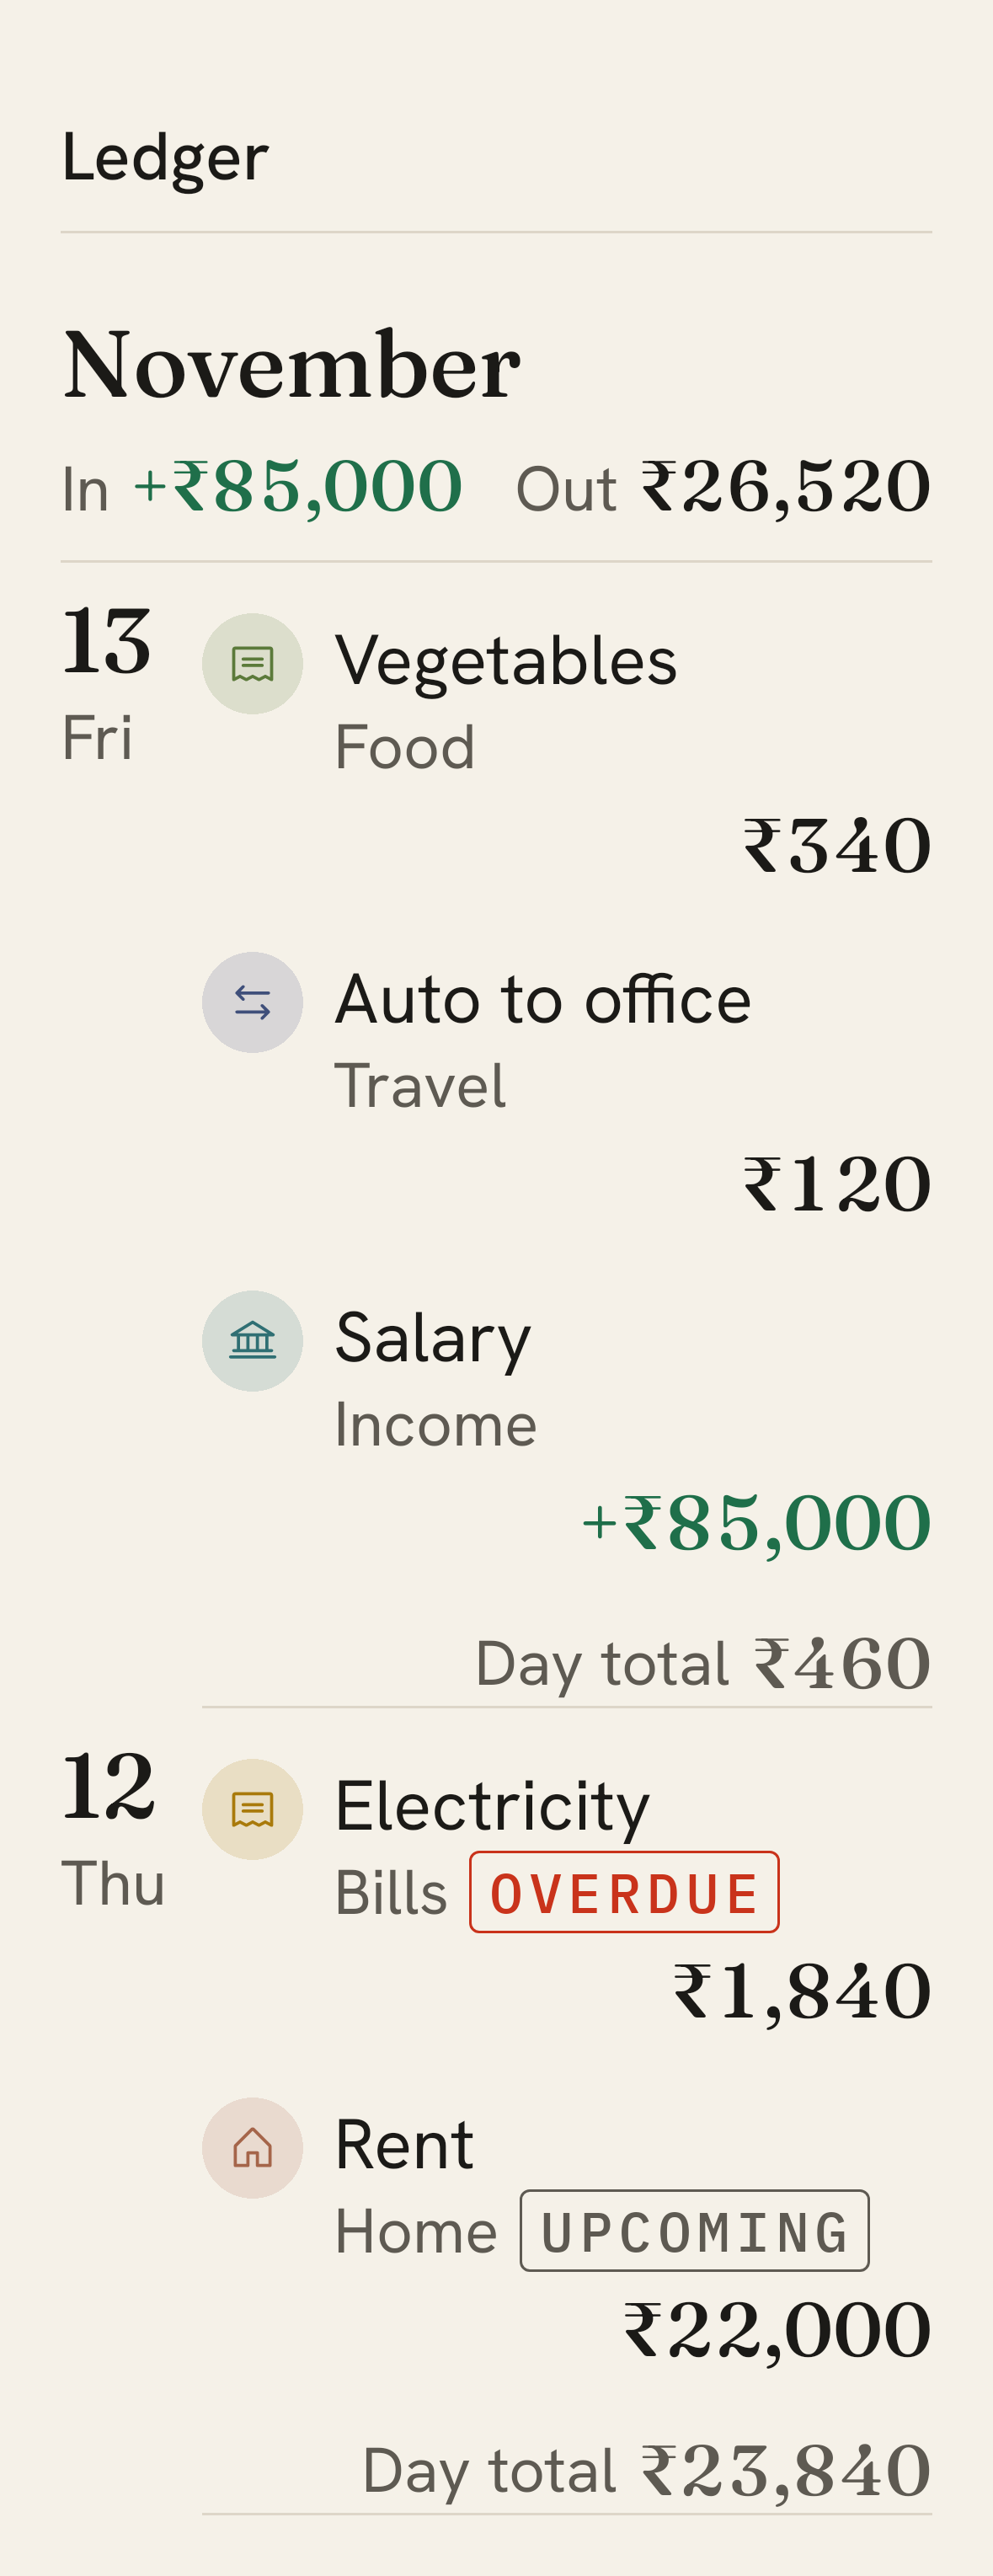 Ledger
November
In +₹85,000 Out ₹26,520
13
Fri
Vegetables
Food
₹340
Auto to office
Travel
₹120
Salary
Income
+₹85,000
Day total ₹460
12
Thu
Electricity
Bills OVERDUE
₹1,840
Rent
Home UPCOMING
₹22,000
Day total ₹23,840